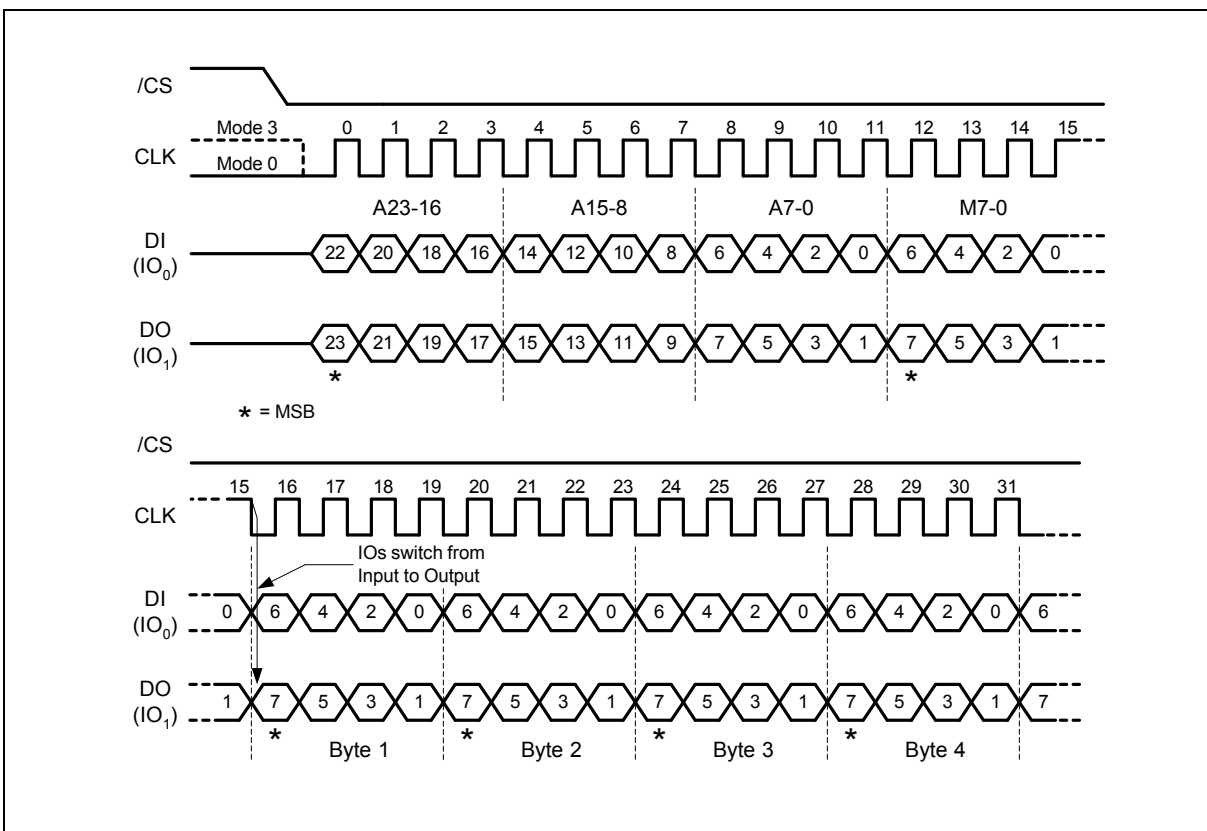 /CS
Mode 3 0 1 2 3 4 5 6 7 8 9 10 11 12 13 14 15
CLK
Mode 0
A23-16 A15-8 A7-0 M7-0
DI
(IO0) 22 20 18 16 14 12 10 8 6 4 2 0 6 4 2 0
DO
(IO1) 23 21 19 17 15 13 11 9 7 5 3 1 7 5 3 1
* *
* = MSB
/CS
15 16 17 18 19 20 21 22 23 24 25 26 27 28 29 30 31
CLK
IOs switch from
Input to Output
DI
(IO0) 0 6 4 2 0 6 4 2 0 6 4 2 0 6 4 2 0 6
DO
(IO1) 1 7 5 3 1 7 5 3 1 7 5 3 1 7 5 3 1 7
* * * *
Byte 1 Byte 2 Byte 3 Byte 4